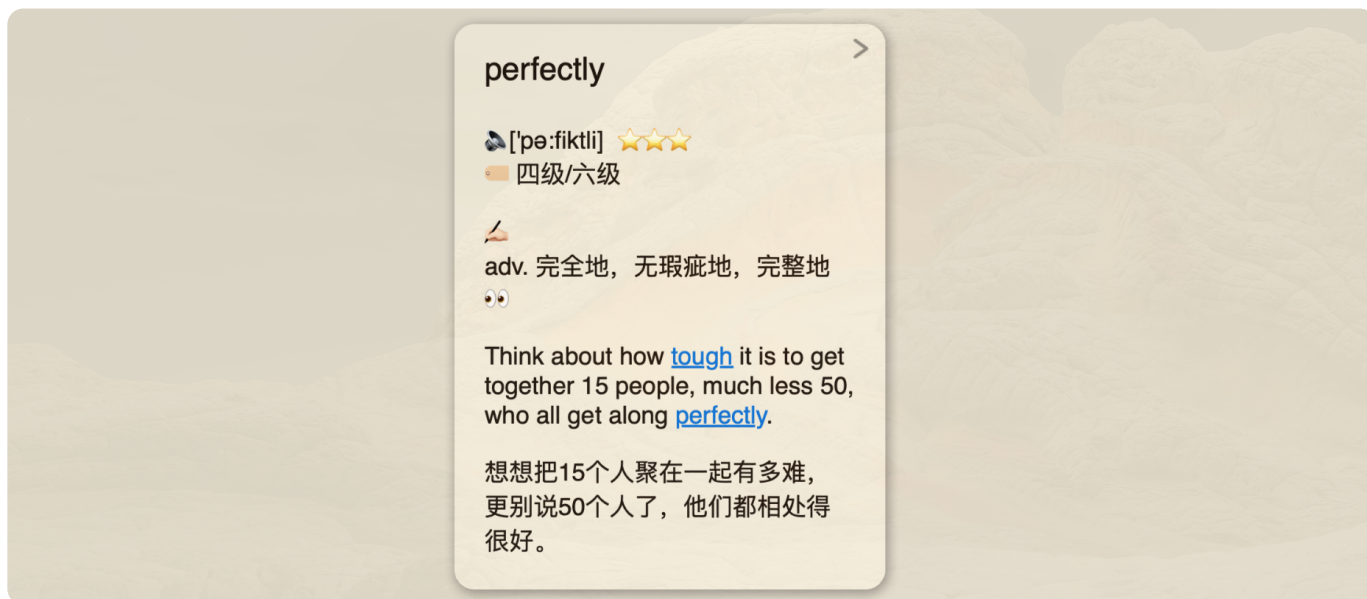 perfectly
['pə:fiktli]
四级/六级
adv. 完全地，无瑕疵地，完整地
Think about how tough it is to get
together 15 people, much less 50,
who all get along perfectly.
想想把15个人聚在一起有多难，
更别说50个人了，他们都相处得
很好。